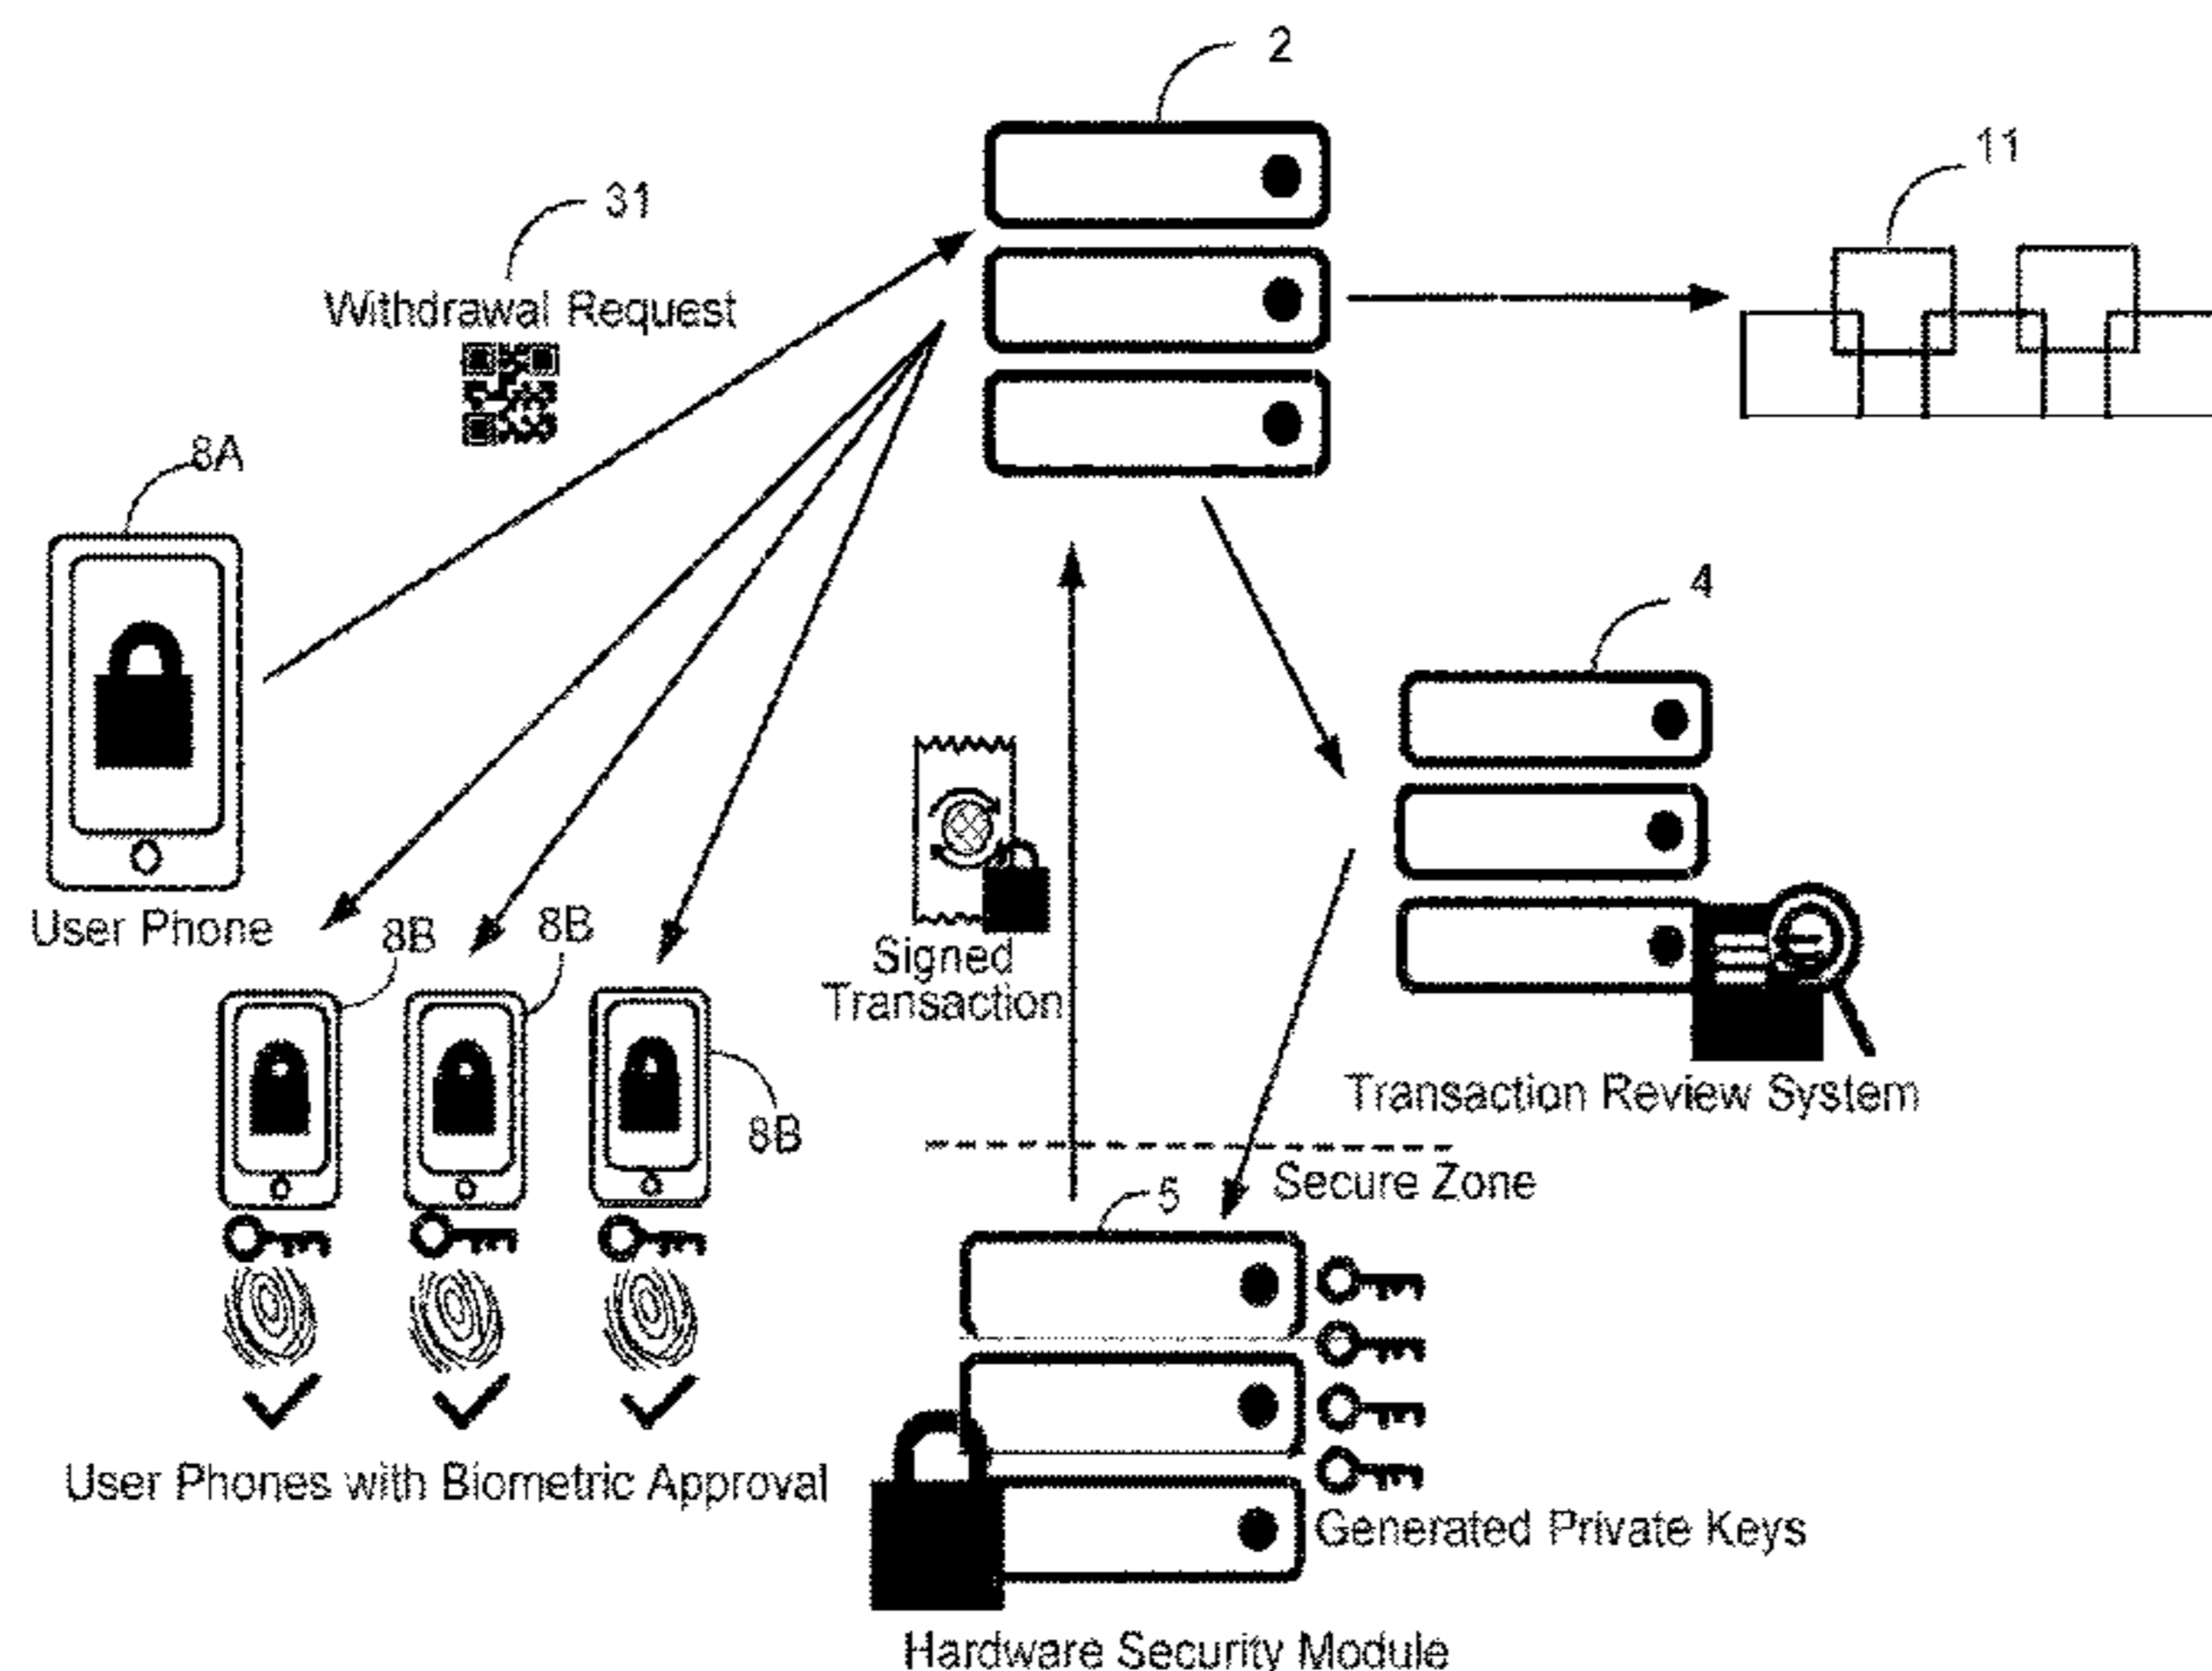 2
11
31
Withdrawal Request
8A
4
User Phone
8B
8B
Signed
Transaction
Transaction Review System
8B
Secure Zone
5
User Phones with Biometric Approval
Generated Private Keys
Hardware Security Module